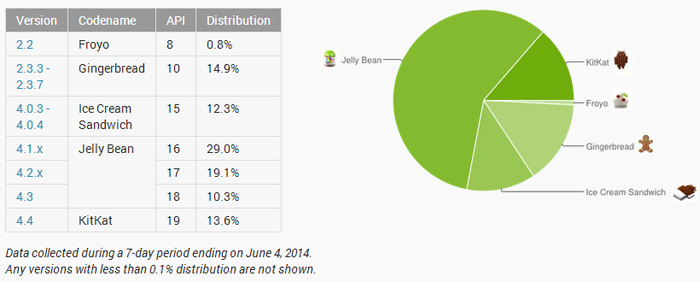 Version Codename API Distribution
2.2 Froyo 8 0.8%
2.3.3 - Gingerbread 10 14.9%
2.3.7
4.0.3 - Ice Cream 15 12.3%
4.0.4 Sandwich
4.1.x Jelly Bean 16 29.0%
4.2.x 17 19.1%
4.3 18 10.3%
4.4 KitKat 19 13.6%
Data collected during a 7-day period ending on June 4, 2014.
Any versions with less than 0.1% distribution are not shown.
Jelly Bean
KitKat
Froyo
Gingerbread
Ice Cream Sandwich